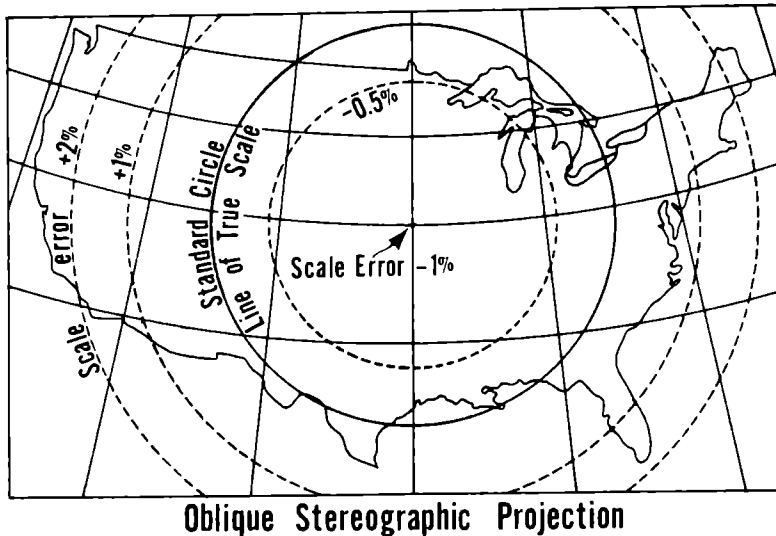 -0.5%
+2%
+1%
Standard Circle
Line of True Scale
Scale error
Scale Error -1%
Oblique Stereographic Projection